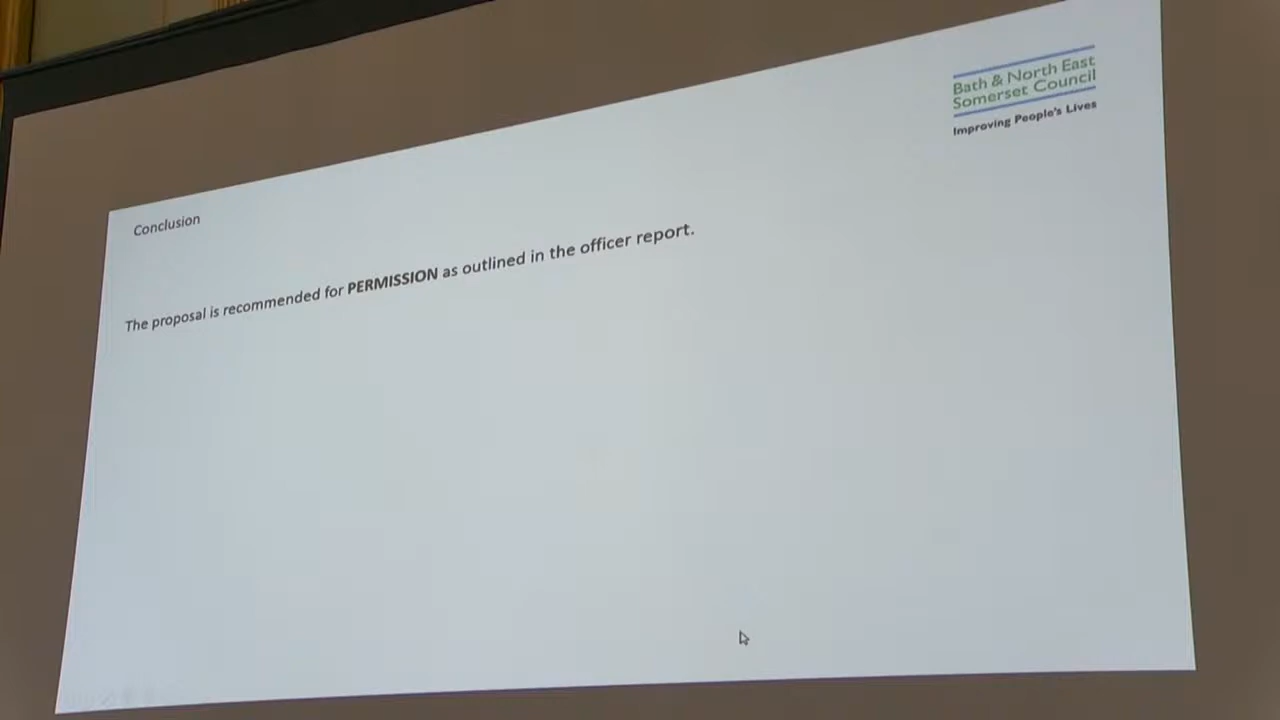 Bath & North East
Somerset Council
Improving People's Lives
Conclusion
The proposal is recommended for PERMISSION as outlined in the officer report.